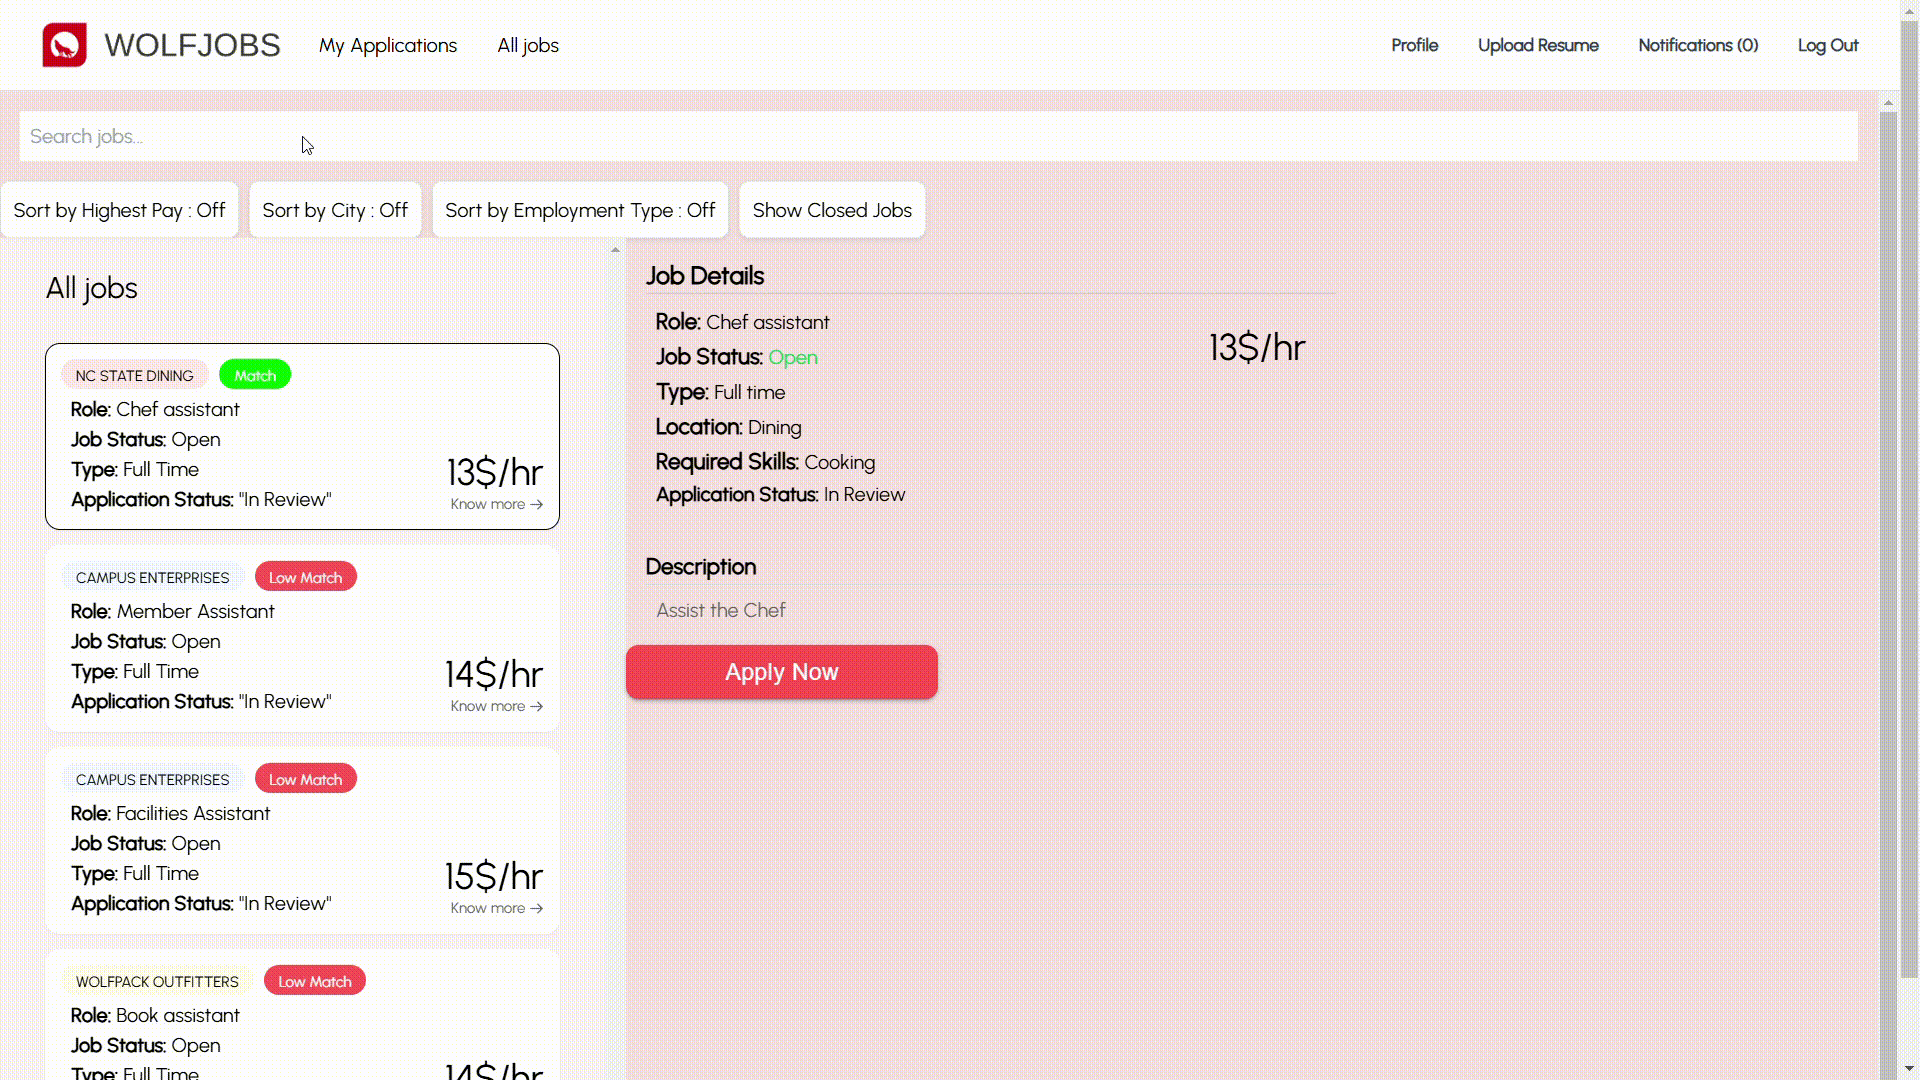 WOLFJOBS My Applications All jobs Profile Upload Resume Notifications (0) Log Out
Search jobs...
Sort by Highest Pay : Off Sort by City : Off Sort by Employment Type : Off Show Closed Jobs
All jobs
NC STATE DINING Match
Role: Chef assistant
Job Status: Open
Type: Full Time
Application Status: "In Review"
13$/hr
Know more →
CAMPUS ENTERPRISES Low Match
Role: Member Assistant
Job Status: Open
Type: Full Time
Application Status: "In Review"
14$/hr
Know more →
CAMPUS ENTERPRISES Low Match
Role: Facilities Assistant
Job Status: Open
Type: Full Time
Application Status: "In Review"
15$/hr
Know more →
WOLFPACK OUTFITTERS Low Match
Role: Book assistant
Job Status: Open
Type: Full Time
14$/hr
Job Details
Role: Chef assistant
Job Status: Open
Type: Full time
Location: Dining
Required Skills: Cooking
Application Status: In Review
13$/hr
Description
Assist the Chef
Apply Now